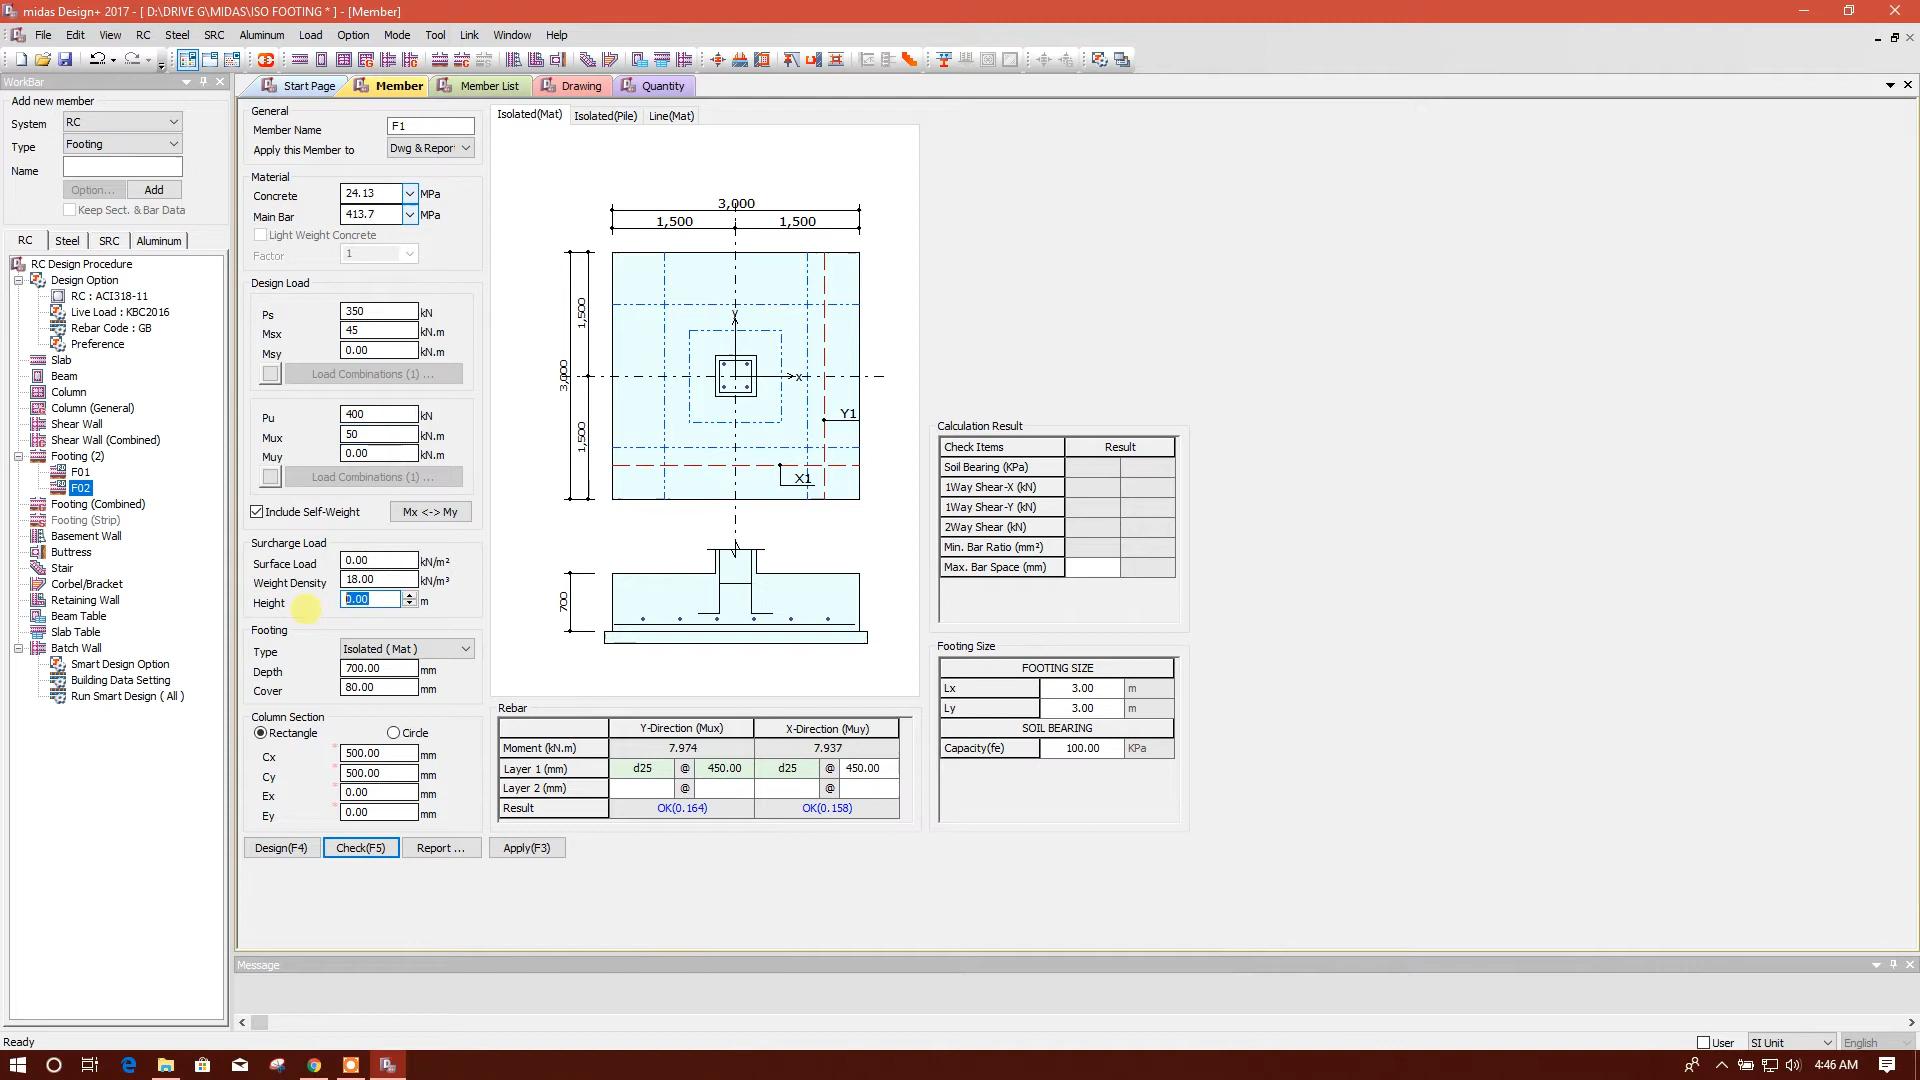 midas Design+ 2017 - [ D:\DRIVE G\MIDAS\ISO FOOTING * ] - [Member]
File Edit View RC Steel SRC Aluminum Load Option Mode Tool Link Window Help
WorkBar
Add new member
System RC
Type Footing
Name
Option... Add
Keep Sect. & Bar Data
RC Steel SRC Aluminum
RC Design Procedure
Design Option
RC : ACI318-11
Live Load : KBC2016
Rebar Code : GB
Preference
Slab
Beam
Column
Column (General)
Shear Wall
Shear Wall (Combined)
Footing (2)
F01
F02
Footing (Combined)
Footing (Strip)
Basement Wall
Buttress
Stair
Corbel/Bracket
Retaining Wall
Beam Table
Slab Table
Batch Wall
Smart Design Option
Building Data Setting
Run Smart Design ( All )
Start Page Member Member List Drawing Quantity
General
Member Name F1
Apply this Member to Dwg & Report
Material
Concrete 24.13 MPa
Main Bar 413.7 MPa
Light Weight Concrete
Factor 1
Design Load
Ps 350 kN
Msx 45 kN.m
Msy 0.00 kN.m
Load Combinations (1) ...
Pu 400 kN
Mux 50 kN.m
Muy 0.00 kN.m
Load Combinations (1) ...
Include Self-Weight Mx <-> My
Surcharge Load
Surface Load 0.00 kN/m²
Weight Density 18.00 kN/m³
Height 0.00 m
Footing
Type Isolated ( Mat )
Depth 700.00 mm
Cover 80.00 mm
Column Section
Rectangle Circle
Cx 500.00 mm
Cy 500.00 mm
Ex 0.00 mm
Ey 0.00 mm
Design(F4) Check(F5) Report ... Apply(F3)
Isolated(Mat) Isolated(Pile) Line(Mat)
3,000
1,500 1,500
1,500
3,000
1,500
y
x
Y1
X1
700
Rebar
Y-Direction (Mux) X-Direction (Muy)
Moment (kN.m) 7.974 7.937
Layer 1 (mm) d25 @ 450.00 d25 @ 450.00
Layer 2 (mm) @ @
Result OK(0.164) OK(0.158)
Calculation Result
Check Items Result
Soil Bearing (KPa)
1Way Shear-X (kN)
1Way Shear-Y (kN)
2Way Shear (kN)
Min. Bar Ratio (mm²)
Max. Bar Space (mm)
Footing Size
FOOTING SIZE
Lx 3.00 m
Ly 3.00 m
SOIL BEARING
Capacity(fe) 100.00 KPa
Message
Ready User SI Unit English
4:46 AM